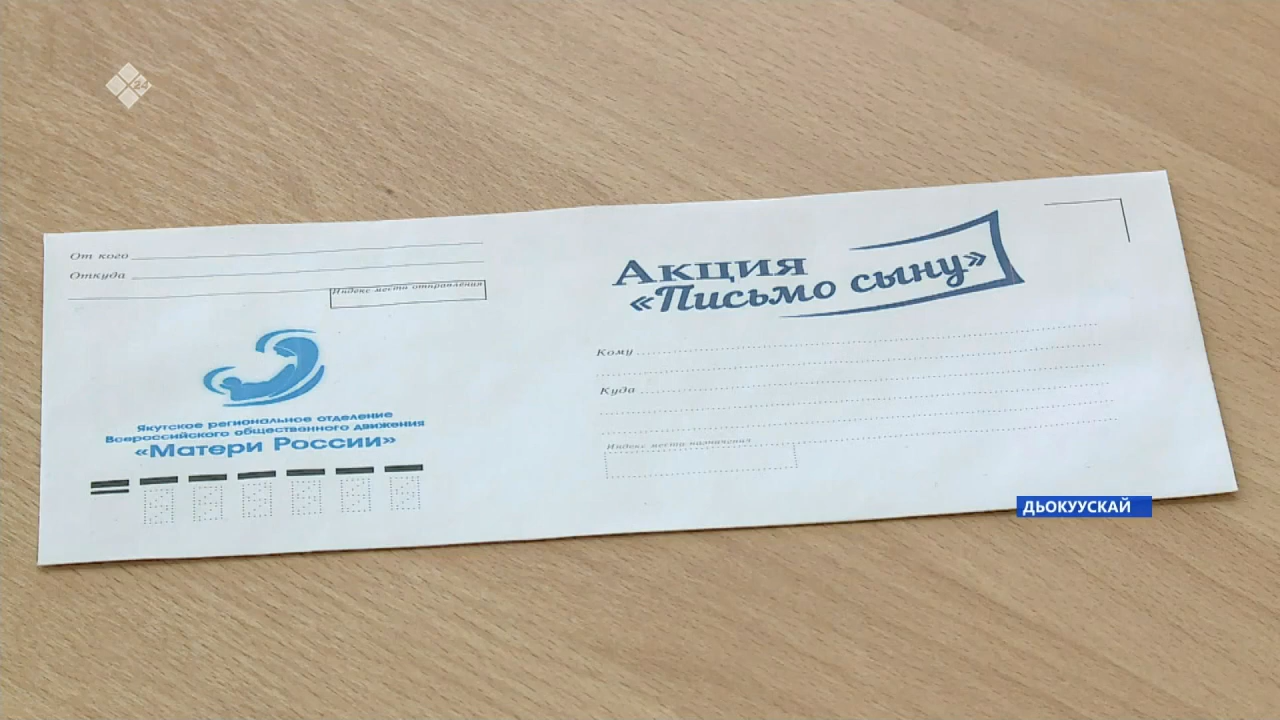 24
От кого
Откуда
Индекс места отправления
Якутское региональное отделение
Всероссийского общественного движения
«Матери России»
Акция
«Письмо сыну»
Кому
Куда
Индекс места назначения
ДЬОКУУСКАЙ